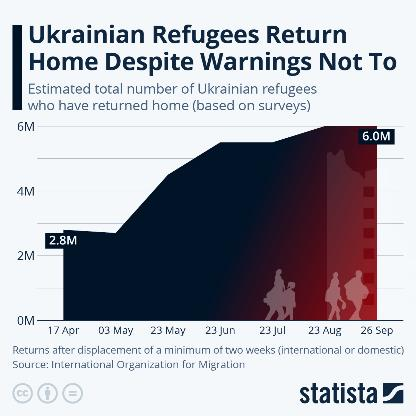 Ukrainian Refugees Return
Home Despite Warnings Not To
Estimated total number of Ukrainian refugees
who have returned home (based on surveys)
6M
6.0M
4M
2.8M
2M
0M
17 Apr 03 May 23 May 23 Jun 23 Jul 23 Aug 26 Sep
Returns after displacement of a minimum of two weeks (international or domestic)
Source: International Organization for Migration
statista